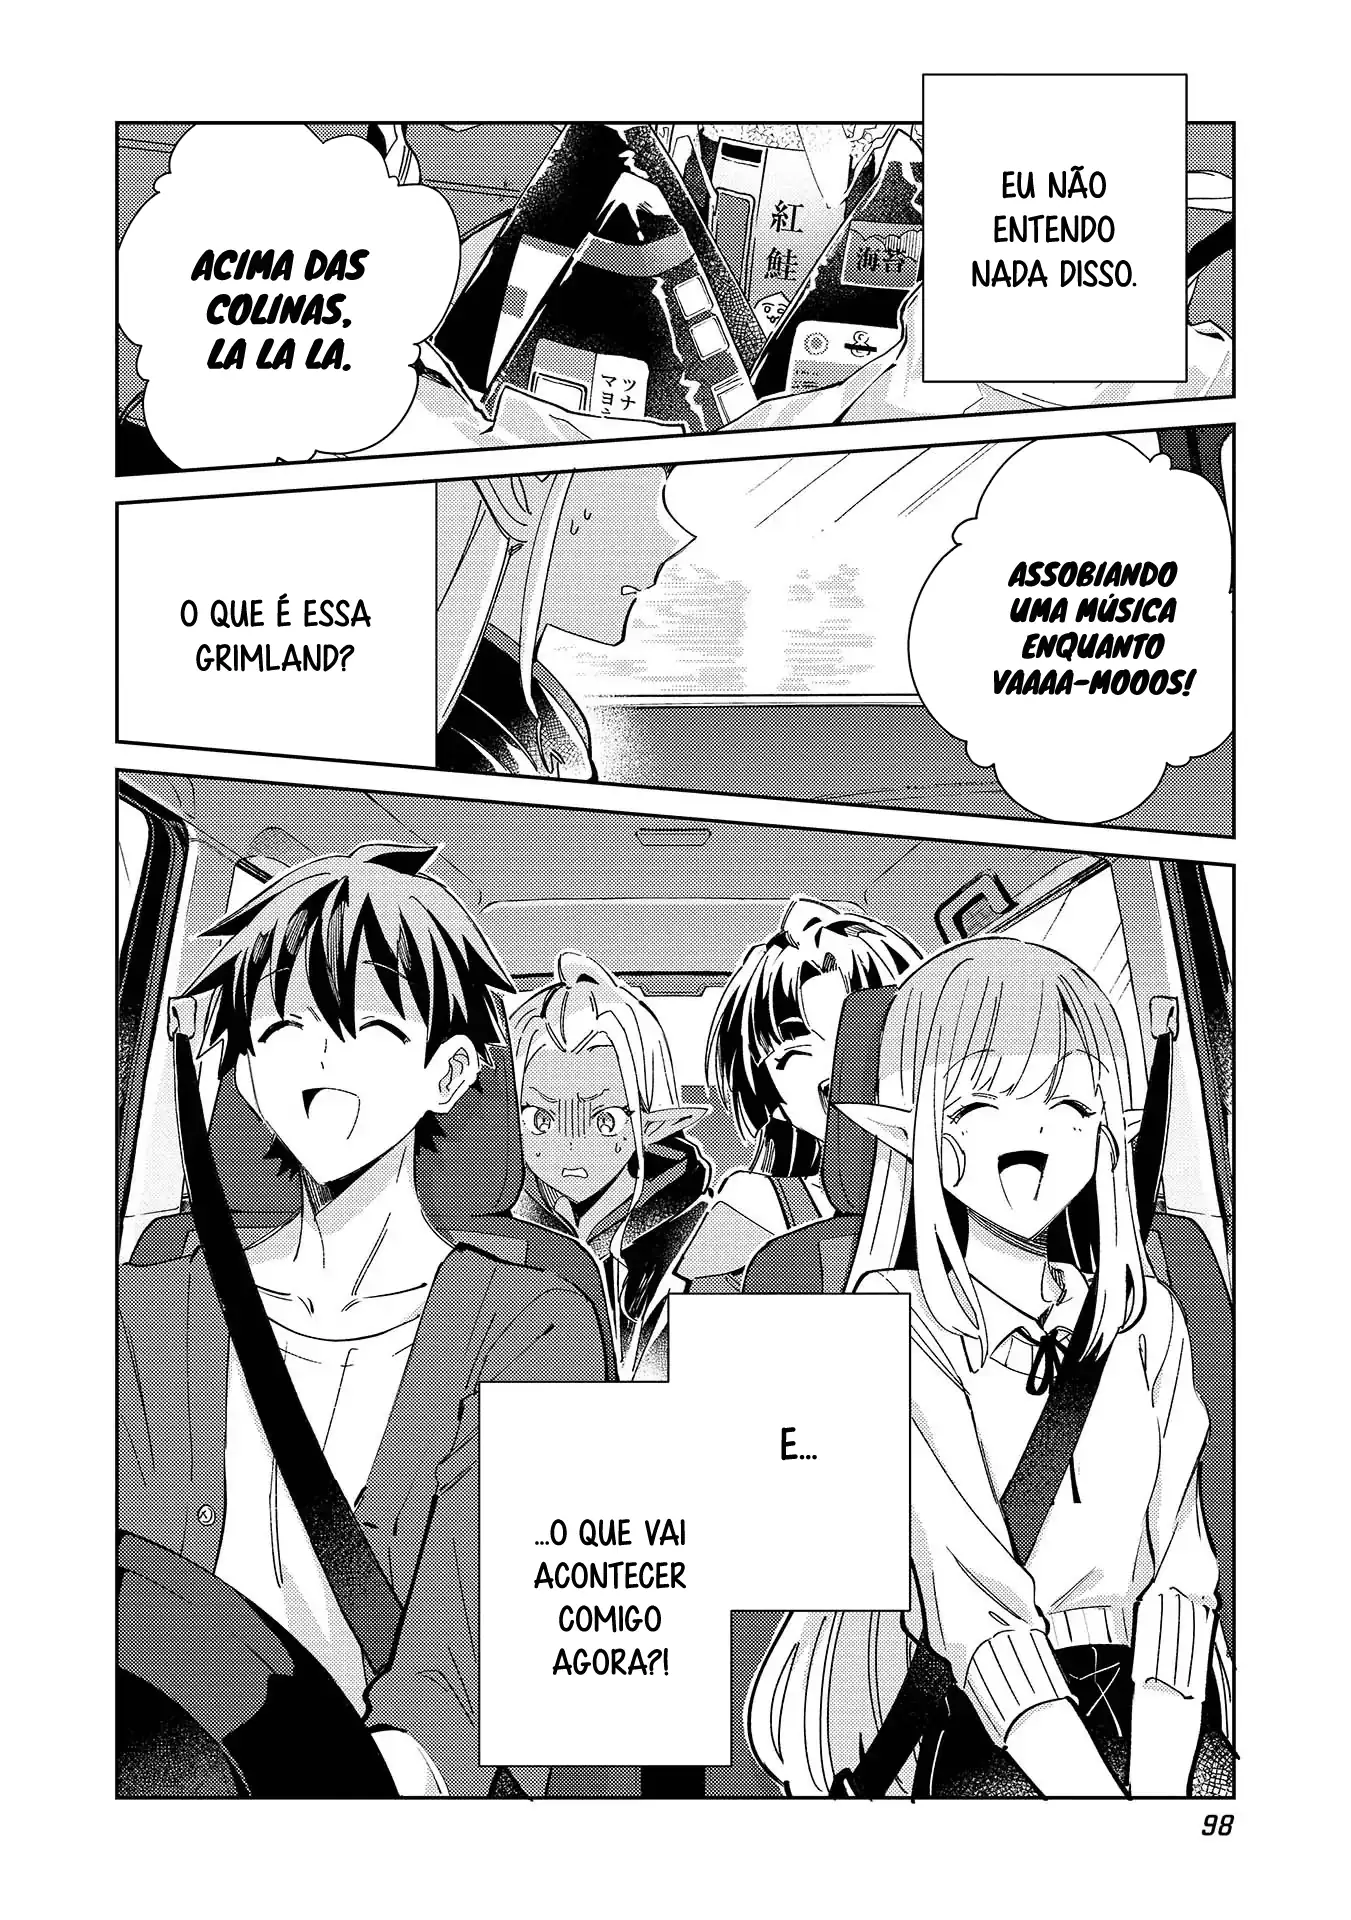 EU NÃO
ENTENDO
NADA DISSO.
紅鮭
海苔
ツナ
マヨネ
ACIMA DAS
COLINAS,
LA LA LA.
ASSOBIANDO
UMA MÚSICA
ENQUANTO
VAAAA-MOOOS!
O QUE É ESSA
GRIMLAND?
E...
...O QUE VAI
ACONTECER
COMIGO
AGORA?!
98